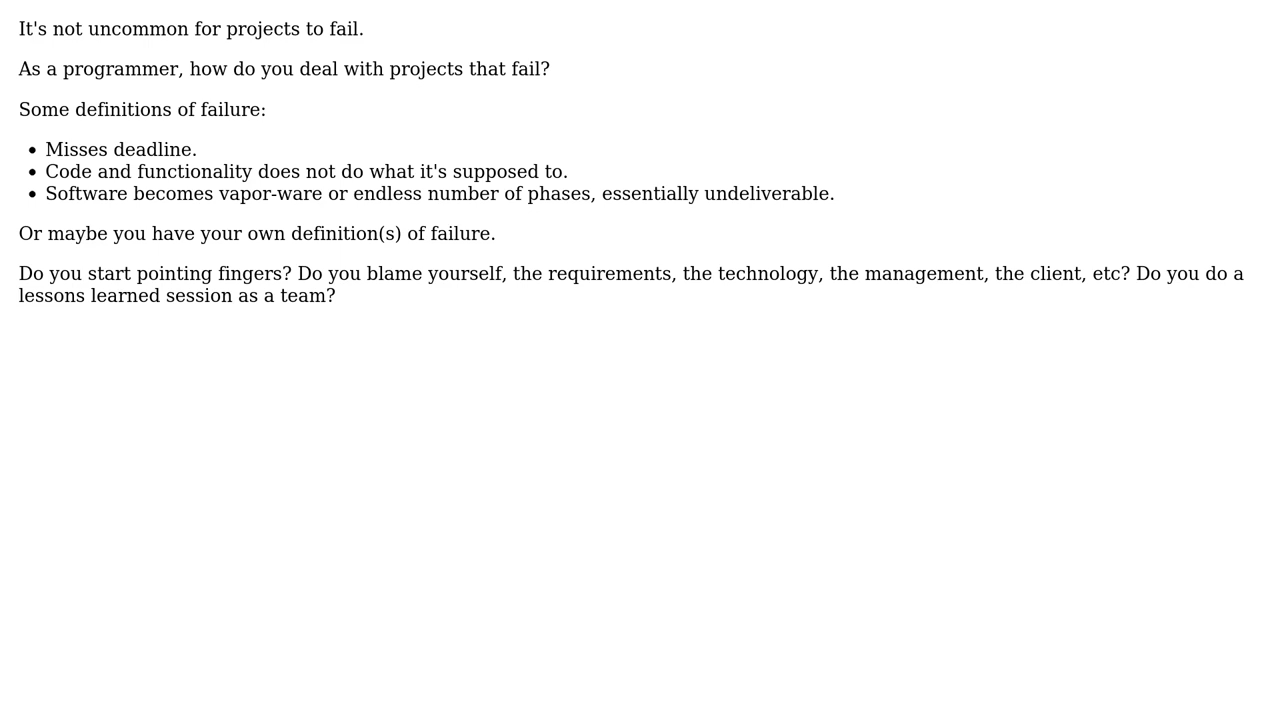 It's not uncommon for projects to fail.
As a programmer, how do you deal with projects that fail?
Some definitions of failure:
• Misses deadline.
• Code and functionality does not do what it's supposed to.
• Software becomes vapor-ware or endless number of phases, essentially undeliverable.
Or maybe you have your own definition(s) of failure.
Do you start pointing fingers? Do you blame yourself, the requirements, the technology, the management, the client, etc? Do you do a
lessons learned session as a team?